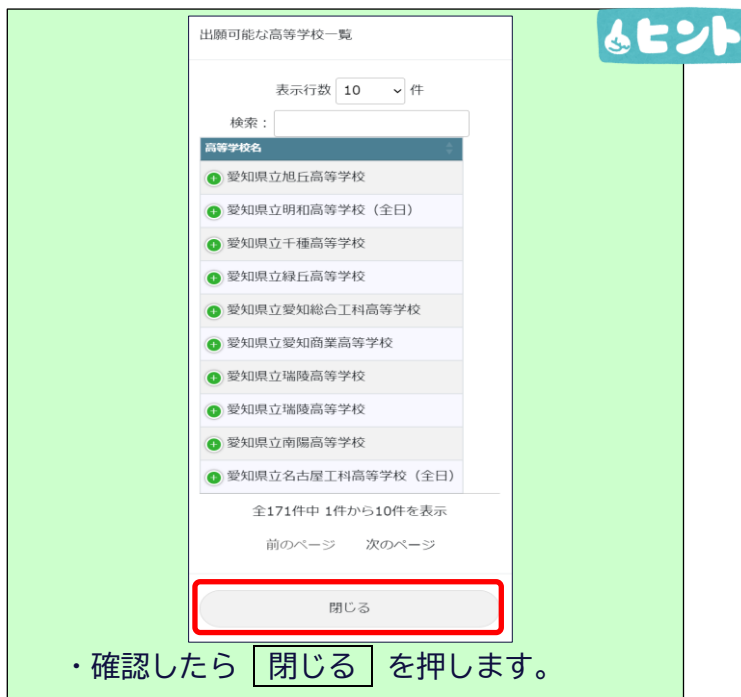 ヒント
出願可能な高等学校一覧
表示行数 10 件
検索：
高等学校名
愛知県立旭丘高等学校
愛知県立明和高等学校（全日）
愛知県立千種高等学校
愛知県立緑丘高等学校
愛知県立愛知総合工科高等学校
愛知県立愛知商業高等学校
愛知県立瑞陵高等学校
愛知県立瑞陵高等学校
愛知県立南陽高等学校
愛知県立名古屋工科高等学校（全日）
全171件中 1件から10件を表示
前のページ 次のページ
閉じる
・確認したら 閉じる を押します。